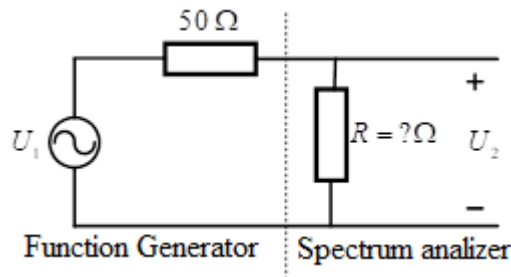 50 Ω
+
U₁
R = ?Ω
U₂
−
Function Generator
Spectrum analizer